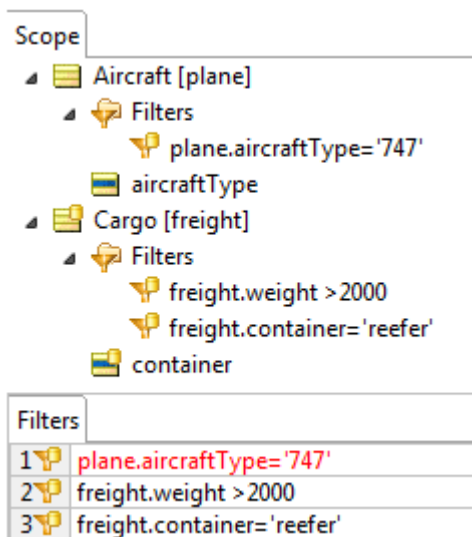 Scope
Aircraft [plane]
Filters
plane.aircraftType='747'
aircraftType
Cargo [freight]
Filters
freight.weight >2000
freight.container='reefer'
container
Filters
1 plane.aircraftType='747'
2 freight.weight >2000
3 freight.container='reefer'